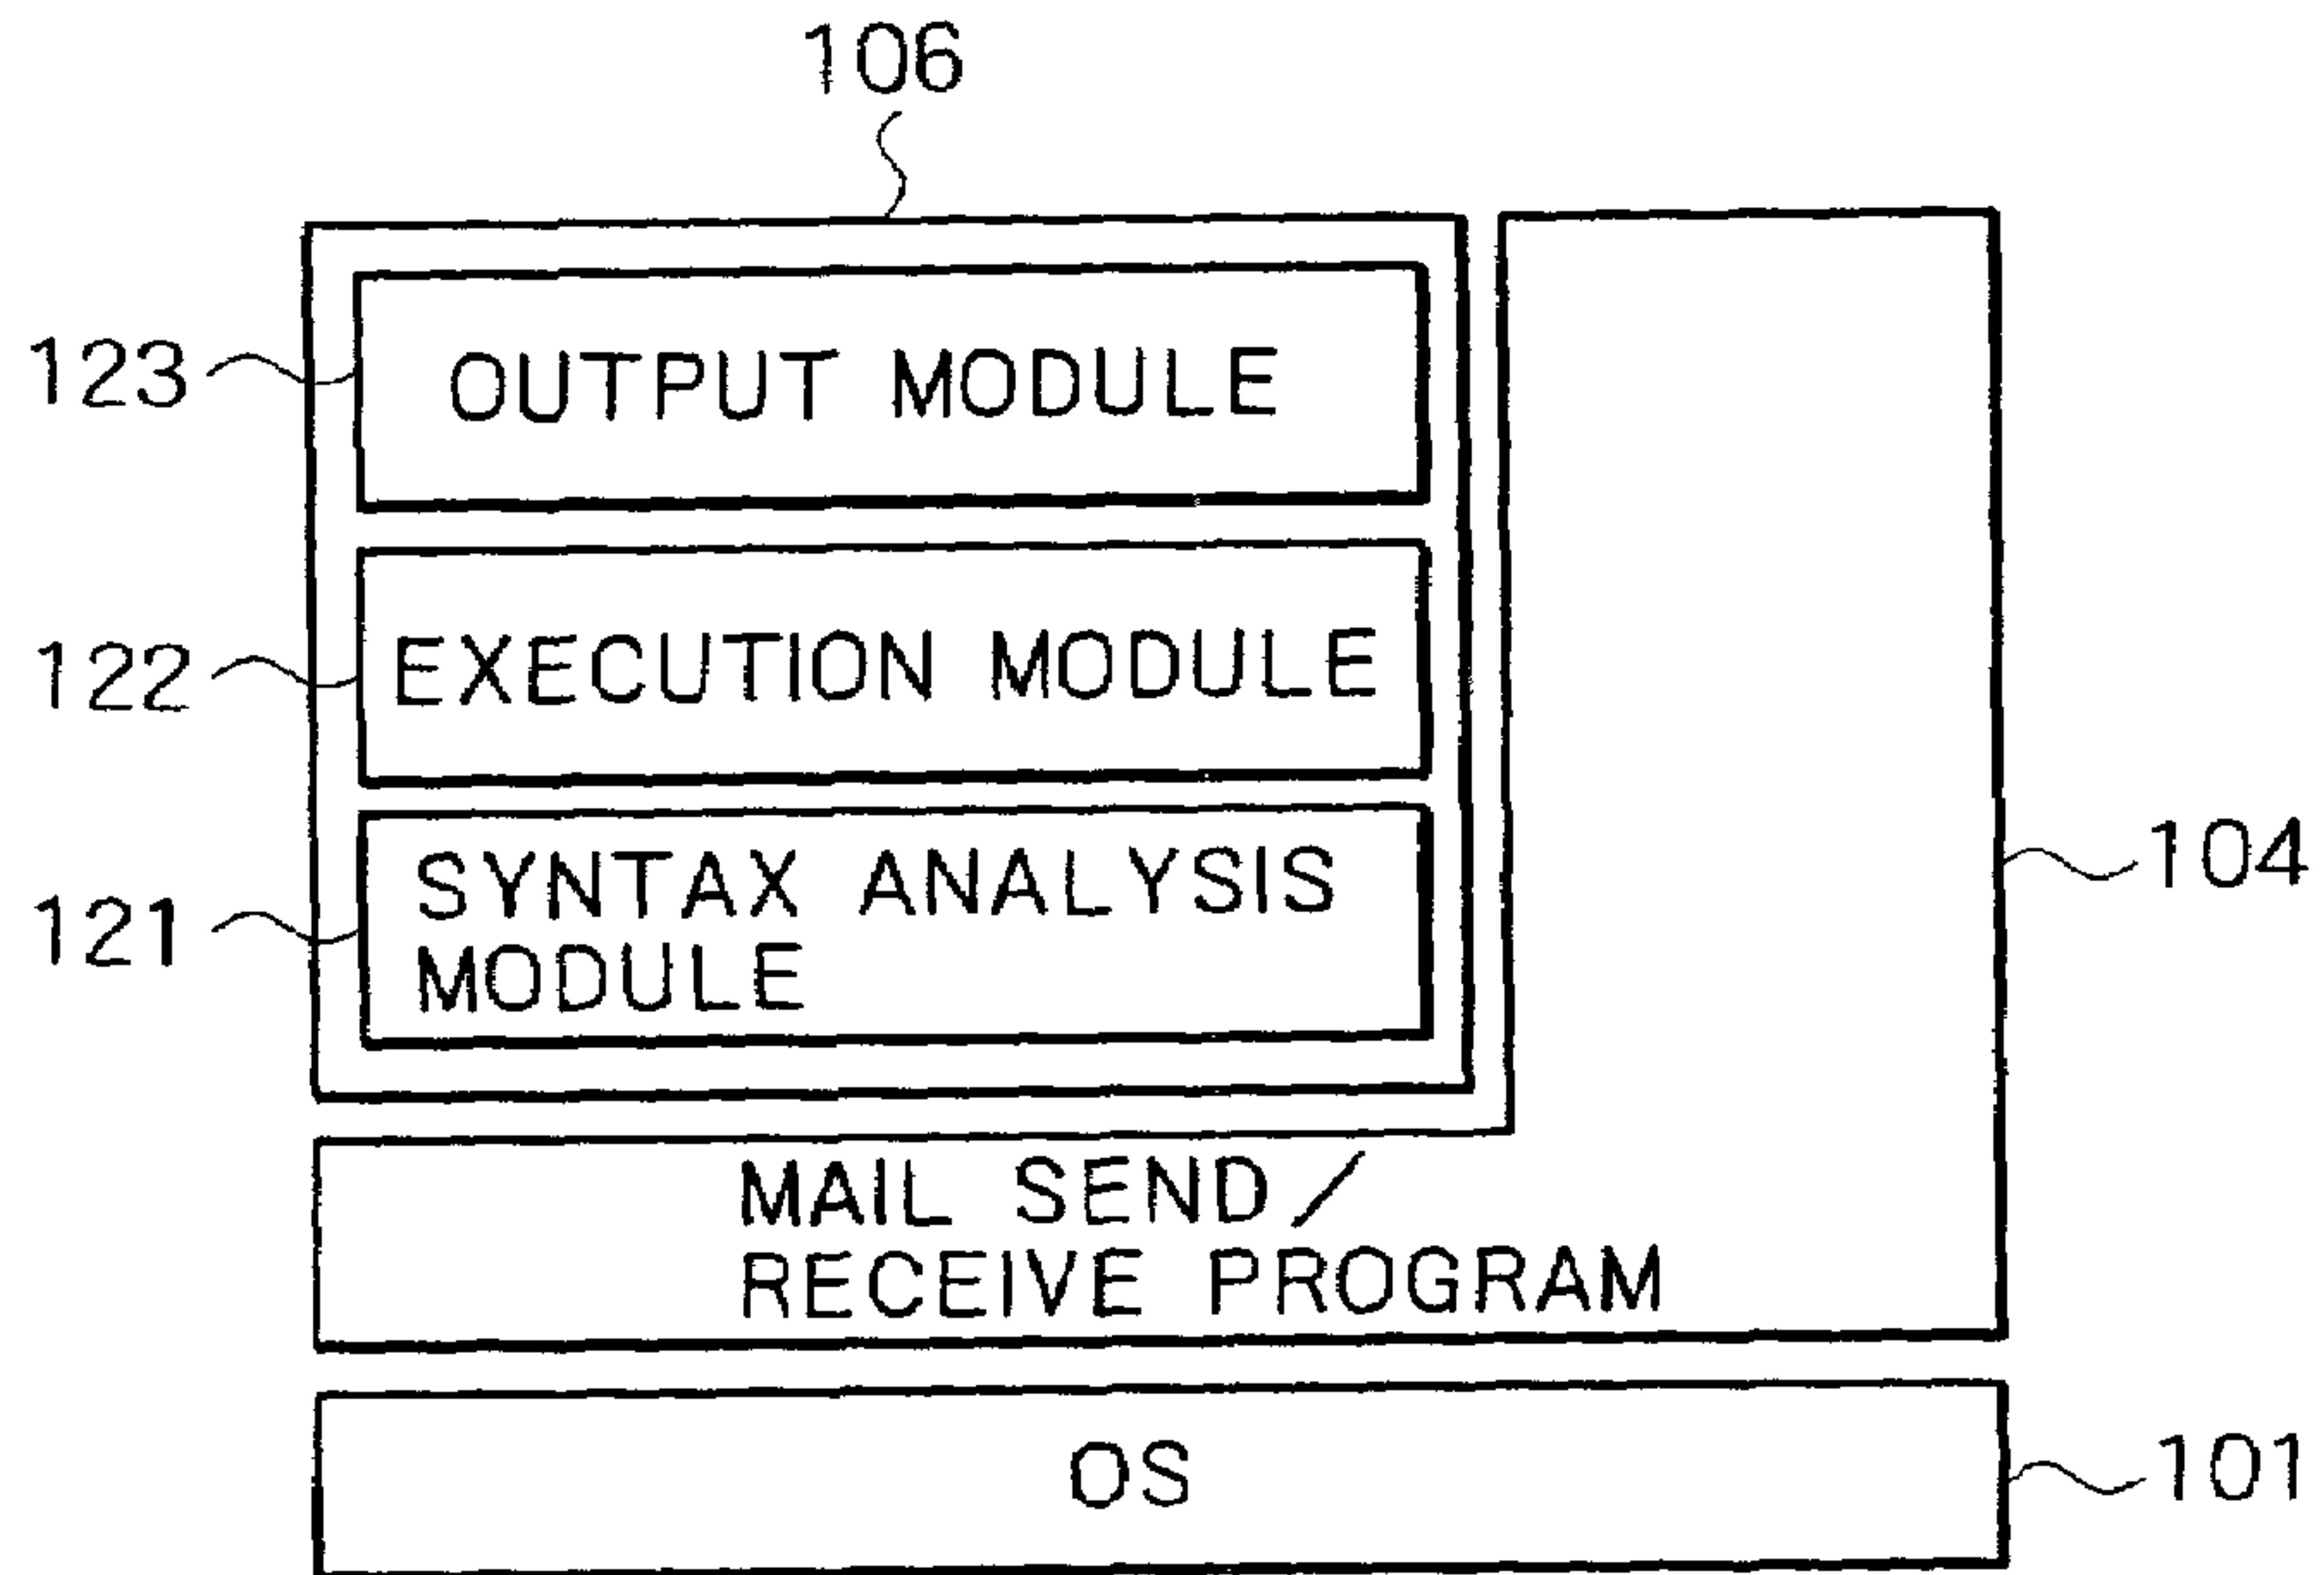 106
123
OUTPUT MODULE
122
EXECUTION MODULE
121
SYNTAX ANALYSIS
MODULE
104
MAIL SEND/
RECEIVE PROGRAM
OS
101